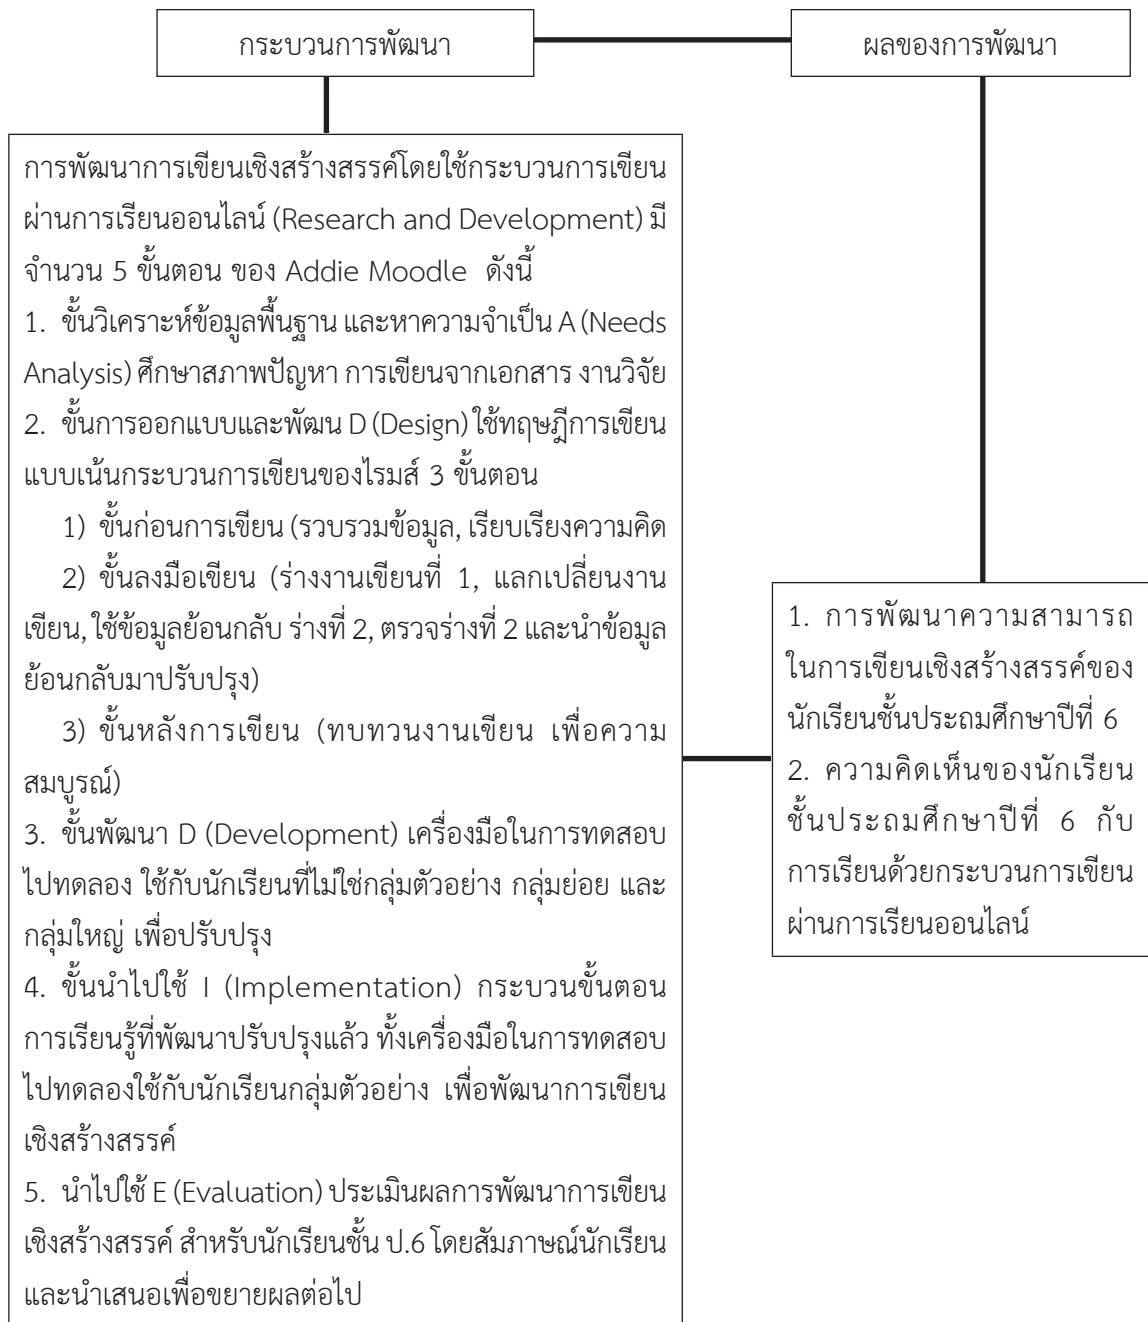 กระบวนการพัฒนา
ผลของการพัฒนา
การพัฒนาการเขียนเชิงสร้างสรรค์โดยใช้กระบวนการเขียน
ผ่านการเรียนออนไลน์ (Research and Development) มี
จำนวน 5 ขั้นตอน ของ Addie Moodle ดังนี้
1. ขั้นวิเคราะห์ข้อมูลพื้นฐาน และหาความจำเป็น A (Needs
Analysis) ศึกษาสภาพปัญหา การเขียนจากเอกสาร งานวิจัย
2. ขั้นการออกแบบและพัฒน D (Design) ใช้ทฤษฎีการเขียน
แบบเน้นกระบวนการเขียนของไรมส์ 3 ขั้นตอน
1) ขั้นก่อนการเขียน (รวบรวมข้อมูล, เรียบเรียงความคิด
2) ขั้นลงมือเขียน (ร่างงานเขียนที่ 1, แลกเปลี่ยนงาน
เขียน, ใช้ข้อมูลย้อนกลับ ร่างที่ 2, ตรวจร่างที่ 2 และนำข้อมูล
ย้อนกลับมาปรับปรุง)
3) ขั้นหลังการเขียน (ทบทวนงานเขียน เพื่อความ
สมบูรณ์)
3. ขั้นพัฒนา D (Development) เครื่องมือในการทดสอบ
ไปทดลอง ใช้กับนักเรียนที่ไม่ใช่กลุ่มตัวอย่าง กลุ่มย่อย และ
กลุ่มใหญ่ เพื่อปรับปรุง
4. ขั้นนำไปใช้ I (Implementation) กระบวนขั้นตอน
การเรียนรู้ที่พัฒนาปรับปรุงแล้ว ทั้งเครื่องมือในการทดสอบ
ไปทดลองใช้กับนักเรียนกลุ่มตัวอย่าง เพื่อพัฒนาการเขียน
เชิงสร้างสรรค์
5. นำไปใช้ E (Evaluation) ประเมินผลการพัฒนาการเขียน
เชิงสร้างสรรค์ สำหรับนักเรียนชั้น ป.6 โดยสัมภาษณ์นักเรียน
และนำเสนอเพื่อขยายผลต่อไป
1. การพัฒนาความสามารถ
ในการเขียนเชิงสร้างสรรค์ของ
นักเรียนชั้นประถมศึกษาปีที่ 6
2. ความคิดเห็นของนักเรียน
ชั้นประถมศึกษาปีที่ 6 กับ
การเรียนด้วยกระบวนการเขียน
ผ่านการเรียนออนไลน์